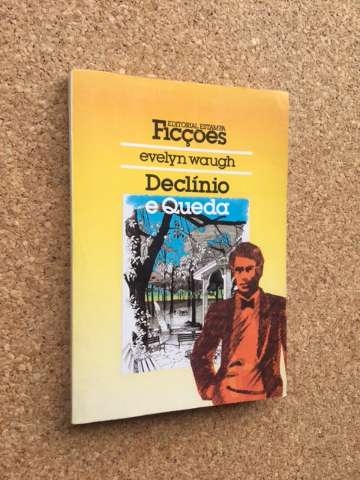 EDITORIAL ESTAMPA
Ficções
evelyn waugh
Declínio
e Queda